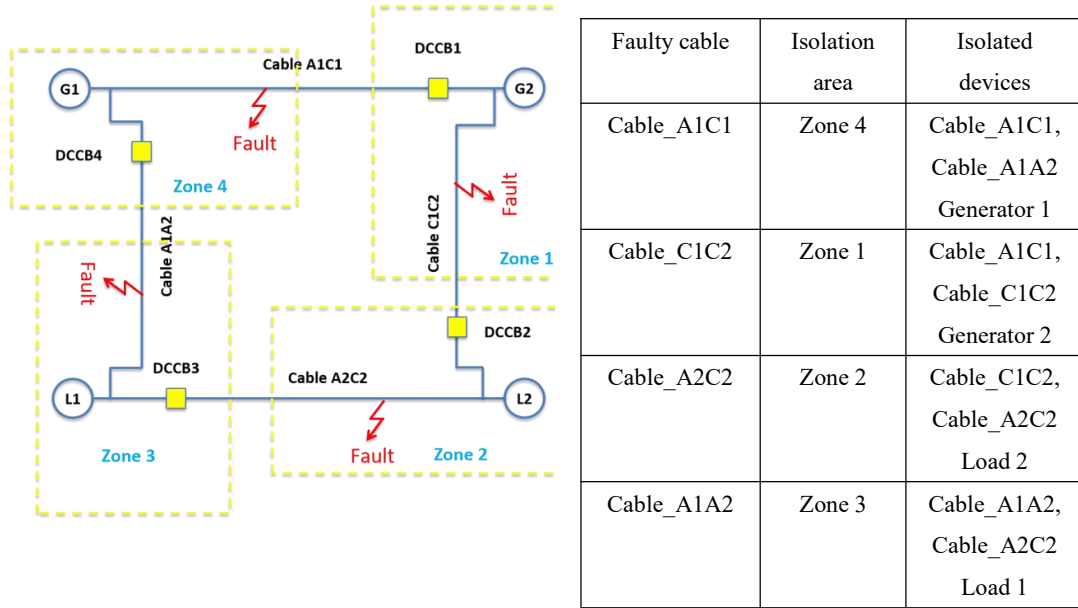 DCCB1
Cable A1C1
G1
G2
Fault
DCCB4
Zone 4
Fault
Cable C1C2
Zone 1
Cable A1A2
Fault
DCCB2
DCCB3
Cable A2C2
L1
L2
Fault
Zone 3
Zone 2
Faulty cable
Isolation
area
Isolated
devices
Cable_A1C1
Zone 4
Cable_A1C1,
Cable_A1A2
Generator 1
Cable_C1C2
Zone 1
Cable_A1C1,
Cable_C1C2
Generator 2
Cable_A2C2
Zone 2
Cable_C1C2,
Cable_A2C2
Load 2
Cable_A1A2
Zone 3
Cable_A1A2,
Cable_A2C2
Load 1